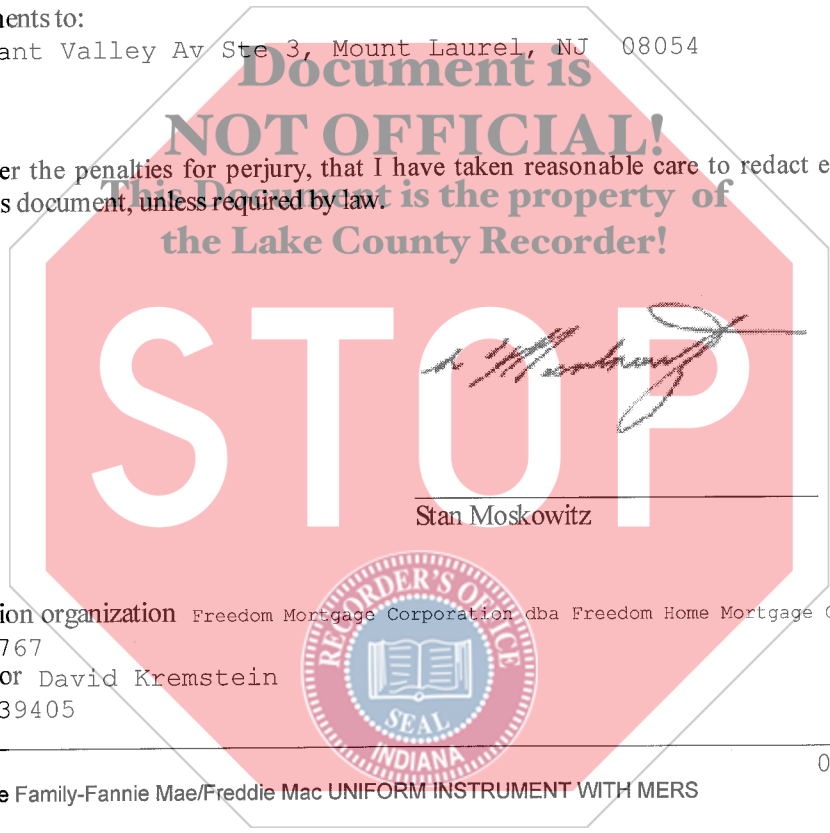 nents to:
ant Valley Av Ste 3, Mount Laurel, NJ 08054
Document is
NOT OFFICIAL!
er the penalties for perjury, that I have taken reasonable care to redact e
s document, unless required by law.
This Document is the property of
the Lake County Recorder!
STOP
Stan Moskowitz
RECORDER'S OFFICE
SEAL
INDIANA
ion organization Freedom Mortgage Corporation dba Freedom Home Mortgage C
767
or David Kremstein
39405
0
e Family-Fannie Mae/Freddie Mac UNIFORM INSTRUMENT WITH MERS